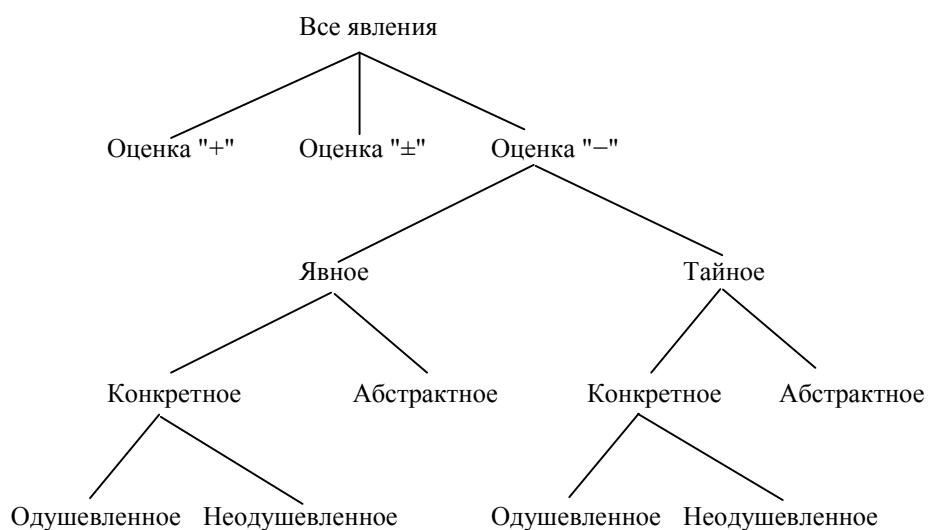 Все явления
Оценка "+" Оценка "±" Оценка "−"
Явное Тайное
Конкретное Абстрактное Конкретное Абстрактное
Одушевленное Неодушевленное Одушевленное Неодушевленное